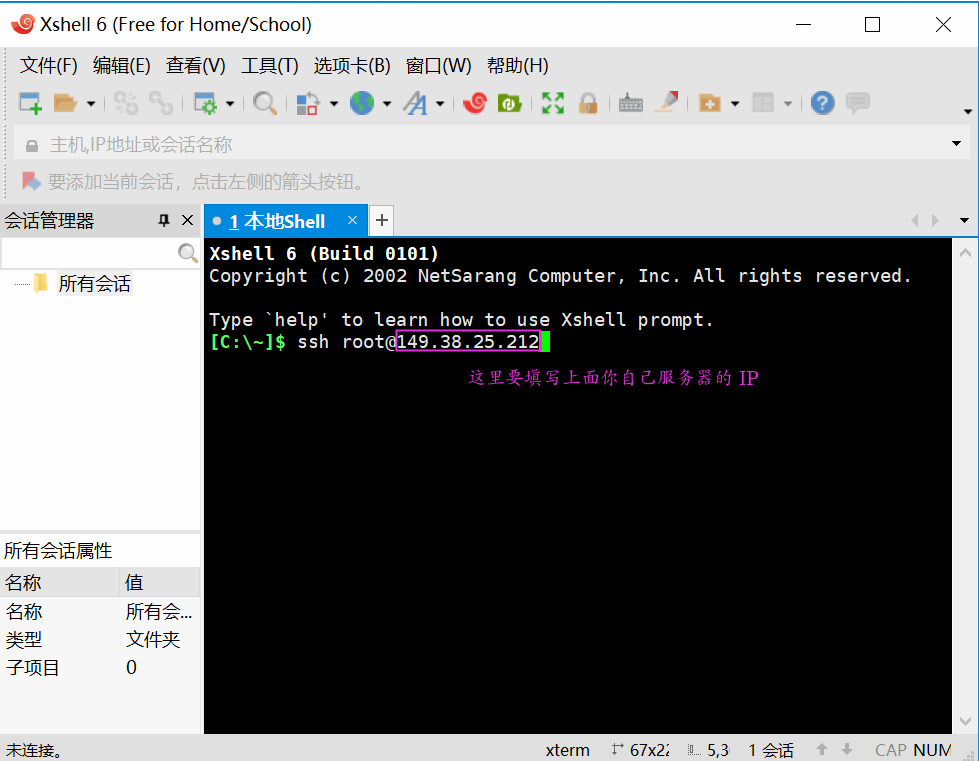 Xshell 6 (Free for Home/School)
文件(F) 编辑(E) 查看(V) 工具(T) 选项卡(B) 窗口(W) 帮助(H)
主机,IP地址或会话名称
要添加当前会话，点击左侧的箭头按钮。
会话管理器
1 本地Shell
所有会话
Xshell 6 (Build 0101)
Copyright (c) 2002 NetSarang Computer, Inc. All rights reserved.
Type `help' to learn how to use Xshell prompt.
[C:\~]$ ssh root@149.38.25.212
这里要填写上面你自己服务器的 IP
所有会话属性
名称 值
名称 所有会...
类型 文件夹
子项目 0
未连接。 xterm 67x22 5,3 1 会话 CAP NUM